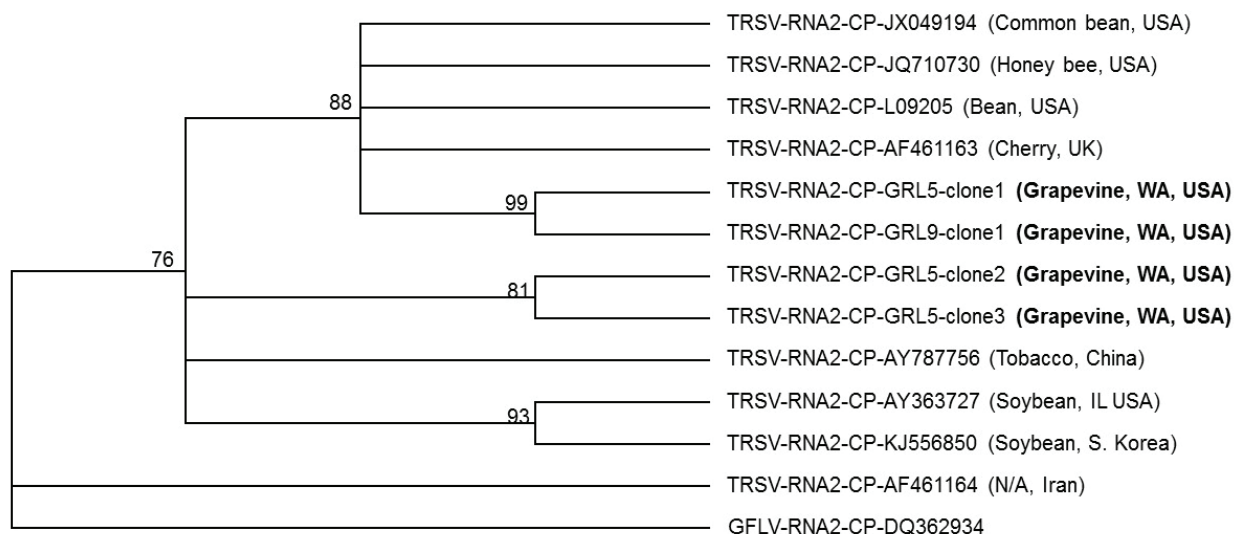 TRSV-RNA2-CP-JX049194 (Common bean, USA)
TRSV-RNA2-CP-JQ710730 (Honey bee, USA)
88
TRSV-RNA2-CP-L09205 (Bean, USA)
TRSV-RNA2-CP-AF461163 (Cherry, UK)
TRSV-RNA2-CP-GRL5-clone1 (Grapevine, WA, USA)
99
TRSV-RNA2-CP-GRL9-clone1 (Grapevine, WA, USA)
76
TRSV-RNA2-CP-GRL5-clone2 (Grapevine, WA, USA)
81
TRSV-RNA2-CP-GRL5-clone3 (Grapevine, WA, USA)
TRSV-RNA2-CP-AY787756 (Tobacco, China)
TRSV-RNA2-CP-AY363727 (Soybean, IL USA)
93
TRSV-RNA2-CP-KJ556850 (Soybean, S. Korea)
TRSV-RNA2-CP-AF461164 (N/A, Iran)
GFLV-RNA2-CP-DQ362934